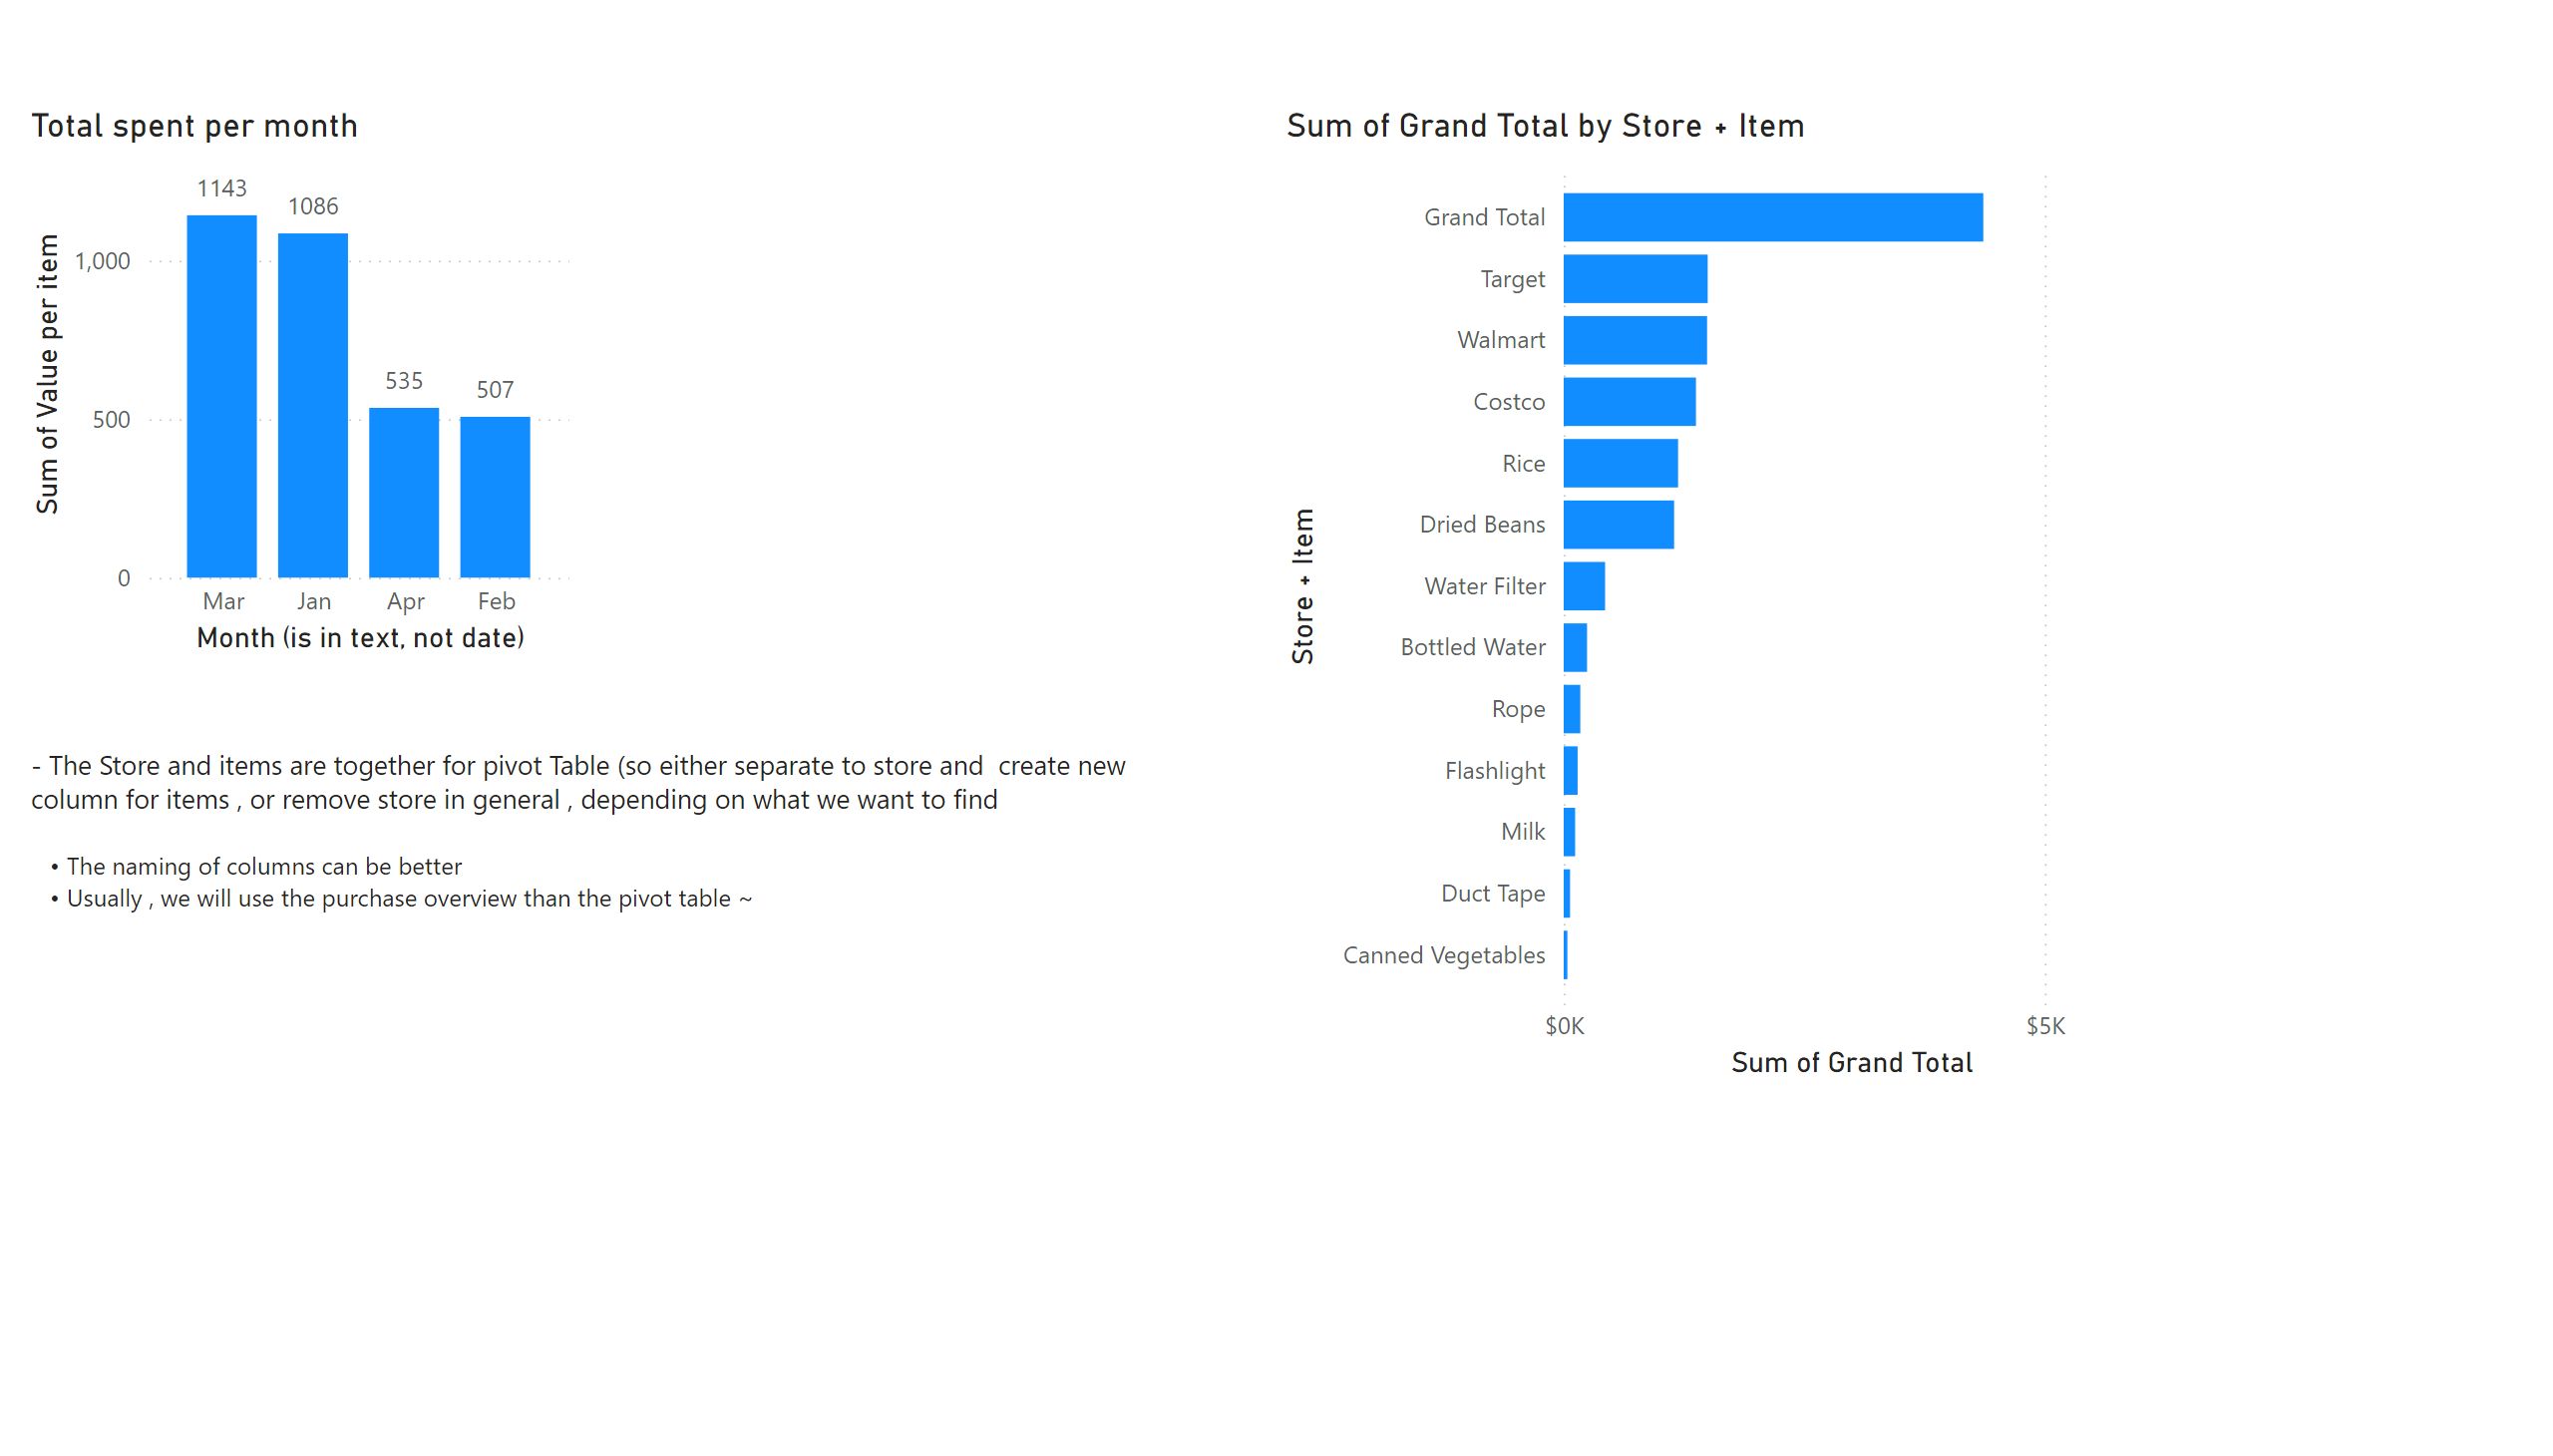 Total spent per month
Sum of Value per item
1,000
500
0
1143
1086
535
507
Mar
Jan
Apr
Feb
Month (is in text, not date)
- The Store and items are together for pivot Table (so either separate to store and  create new
column for items , or remove store in general , depending on what we want to find
• The naming of columns can be better
• Usually , we will use the purchase overview than the pivot table ~
Sum of Grand Total by Store + Item
Store + Item
Grand Total
Target
Walmart
Costco
Rice
Dried Beans
Water Filter
Bottled Water
Rope
Flashlight
Milk
Duct Tape
Canned Vegetables
$0K
$5K
Sum of Grand Total